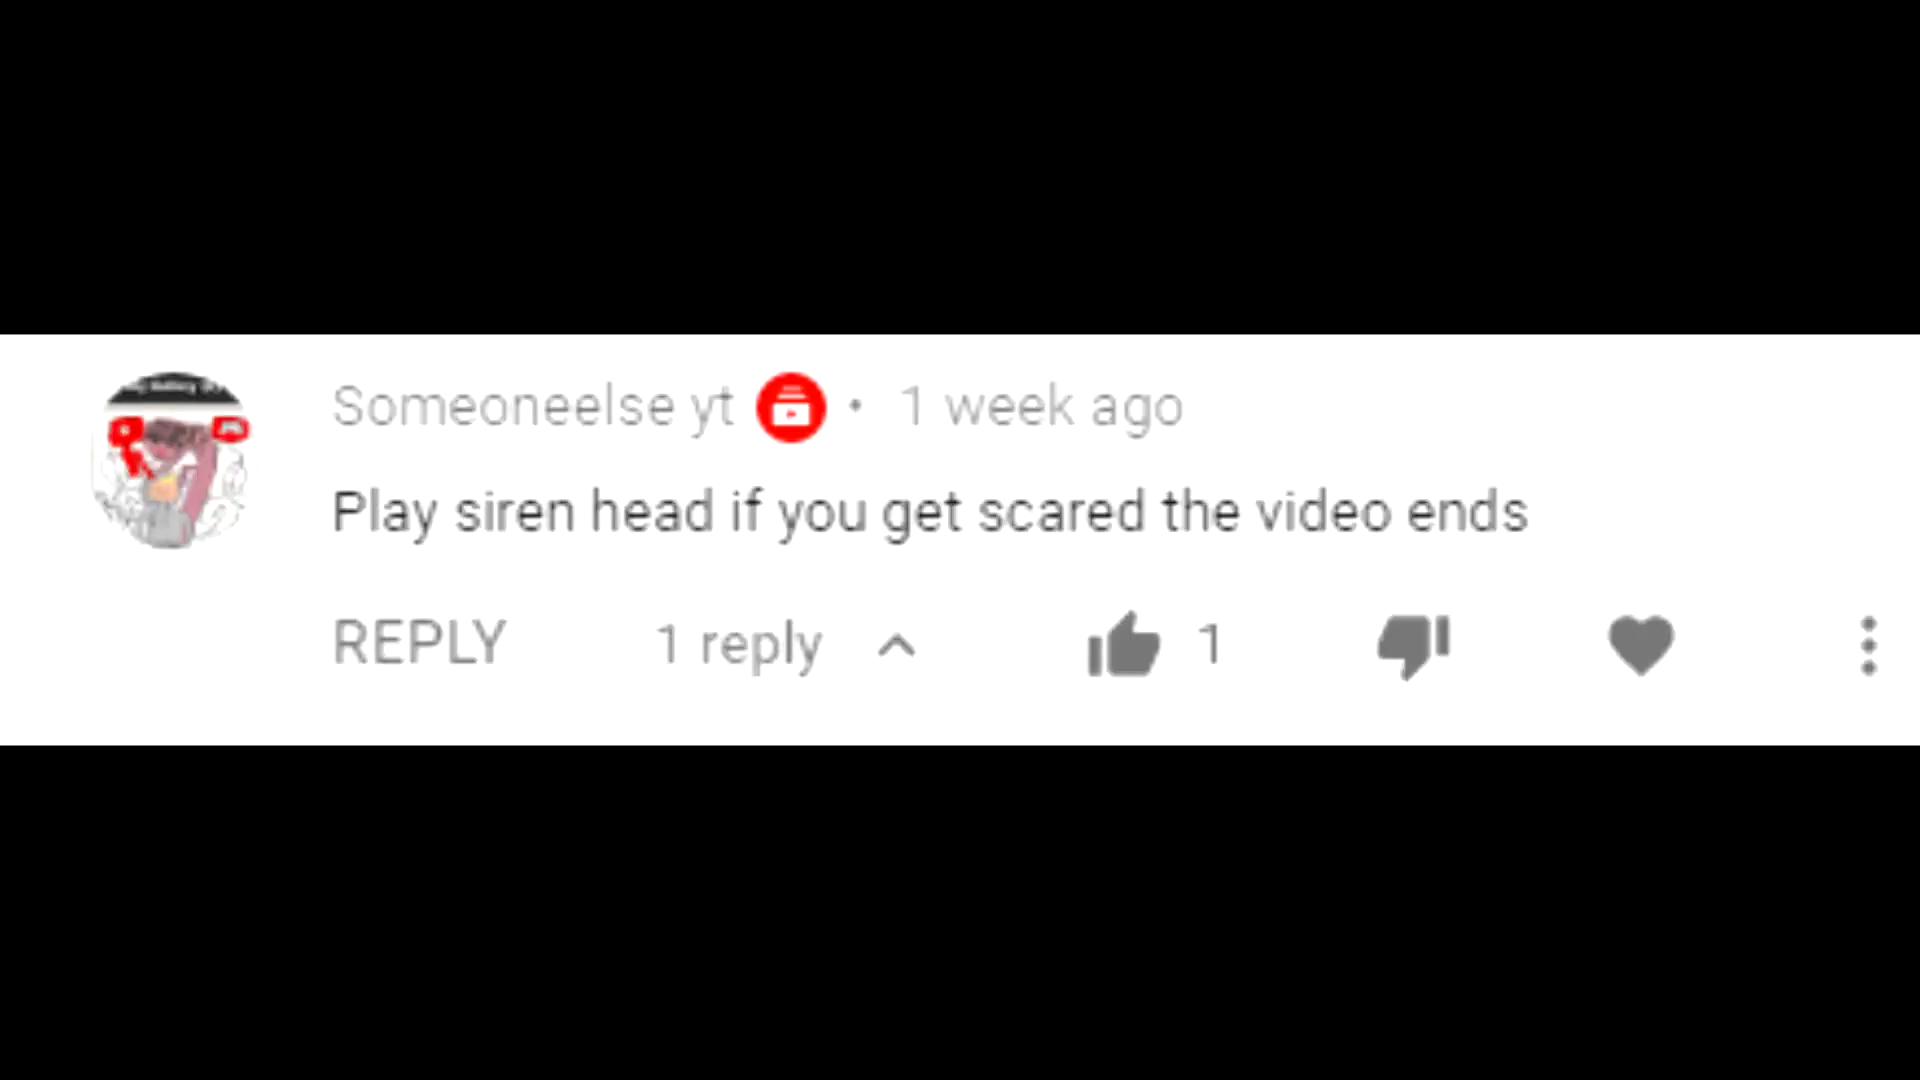 Someoneelse yt • 1 week ago
Play siren head if you get scared the video ends
REPLY 1 reply 1